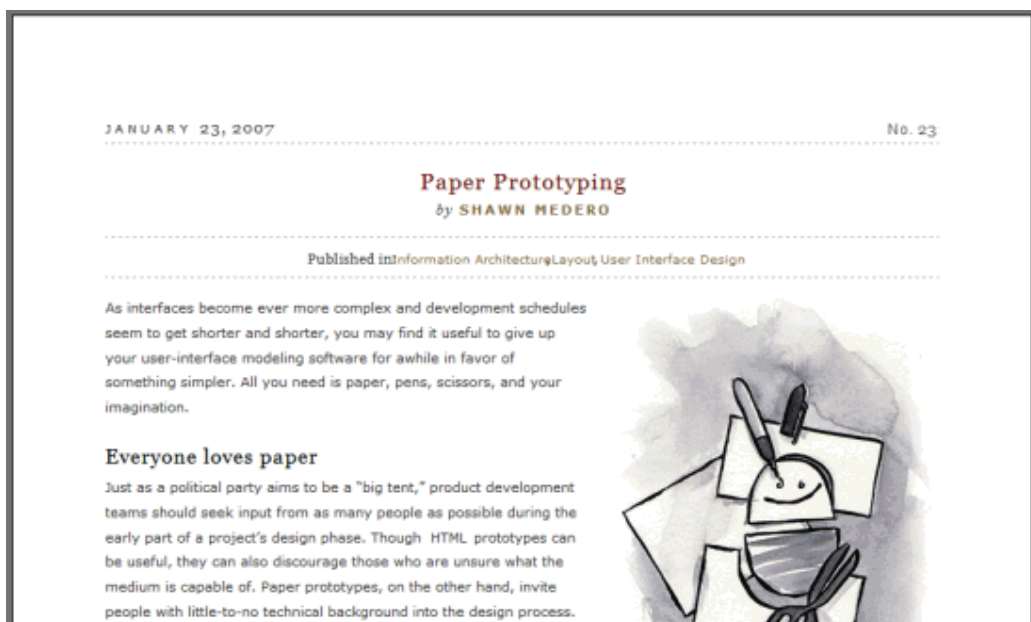 JANUARY 23, 2007
No. 23
Paper Prototyping
by SHAWN MEDERO
Published in Information Architecture, Layout, User Interface Design
As interfaces become ever more complex and development schedules
seem to get shorter and shorter, you may find it useful to give up
your user-interface modeling software for awhile in favor of
something simpler. All you need is paper, pens, scissors, and your
imagination.
Everyone loves paper
Just as a political party aims to be a “big tent,” product development
teams should seek input from as many people as possible during the
early part of a project’s design phase. Though HTML prototypes can
be useful, they can also discourage those who are unsure what the
medium is capable of. Paper prototypes, on the other hand, invite
people with little-to-no technical background into the design process.